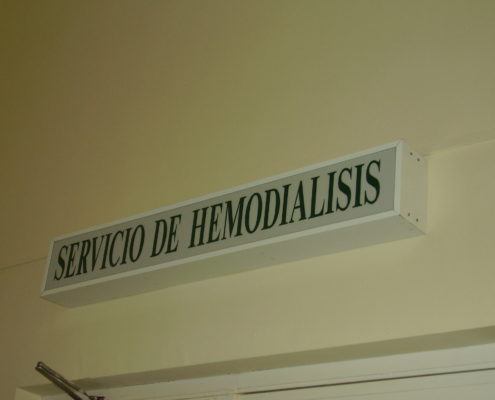 SERVICIO DE HEMODIALISIS